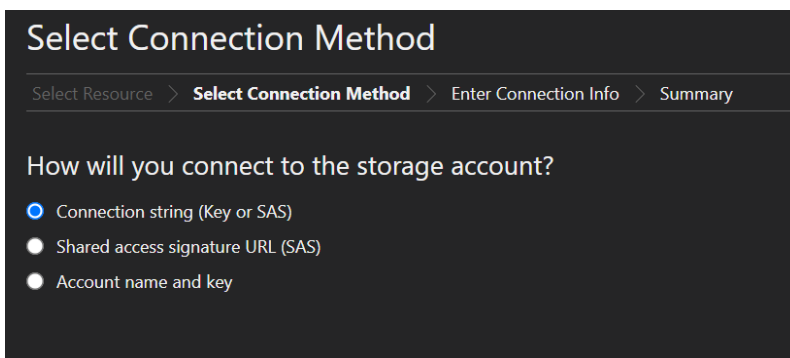 Select Connection Method
Select Resource > Select Connection Method > Enter Connection Info > Summary
How will you connect to the storage account?
Connection string (Key or SAS)
Shared access signature URL (SAS)
Account name and key